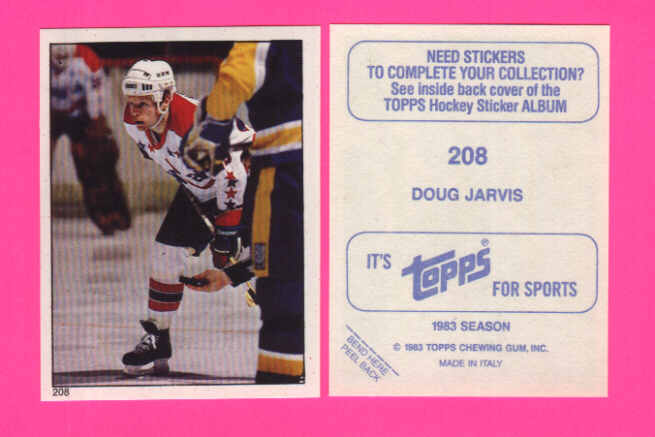 208
NEED STICKERS
TO COMPLETE YOUR COLLECTION?
See inside back cover of the
TOPPS Hockey Sticker ALBUM
208
DOUG JARVIS
IT'S topps® FOR SPORTS
1983 SEASON
© 1983 TOPPS CHEWING GUM, INC.
MADE IN ITALY
BEND HERE
PEEL BACK